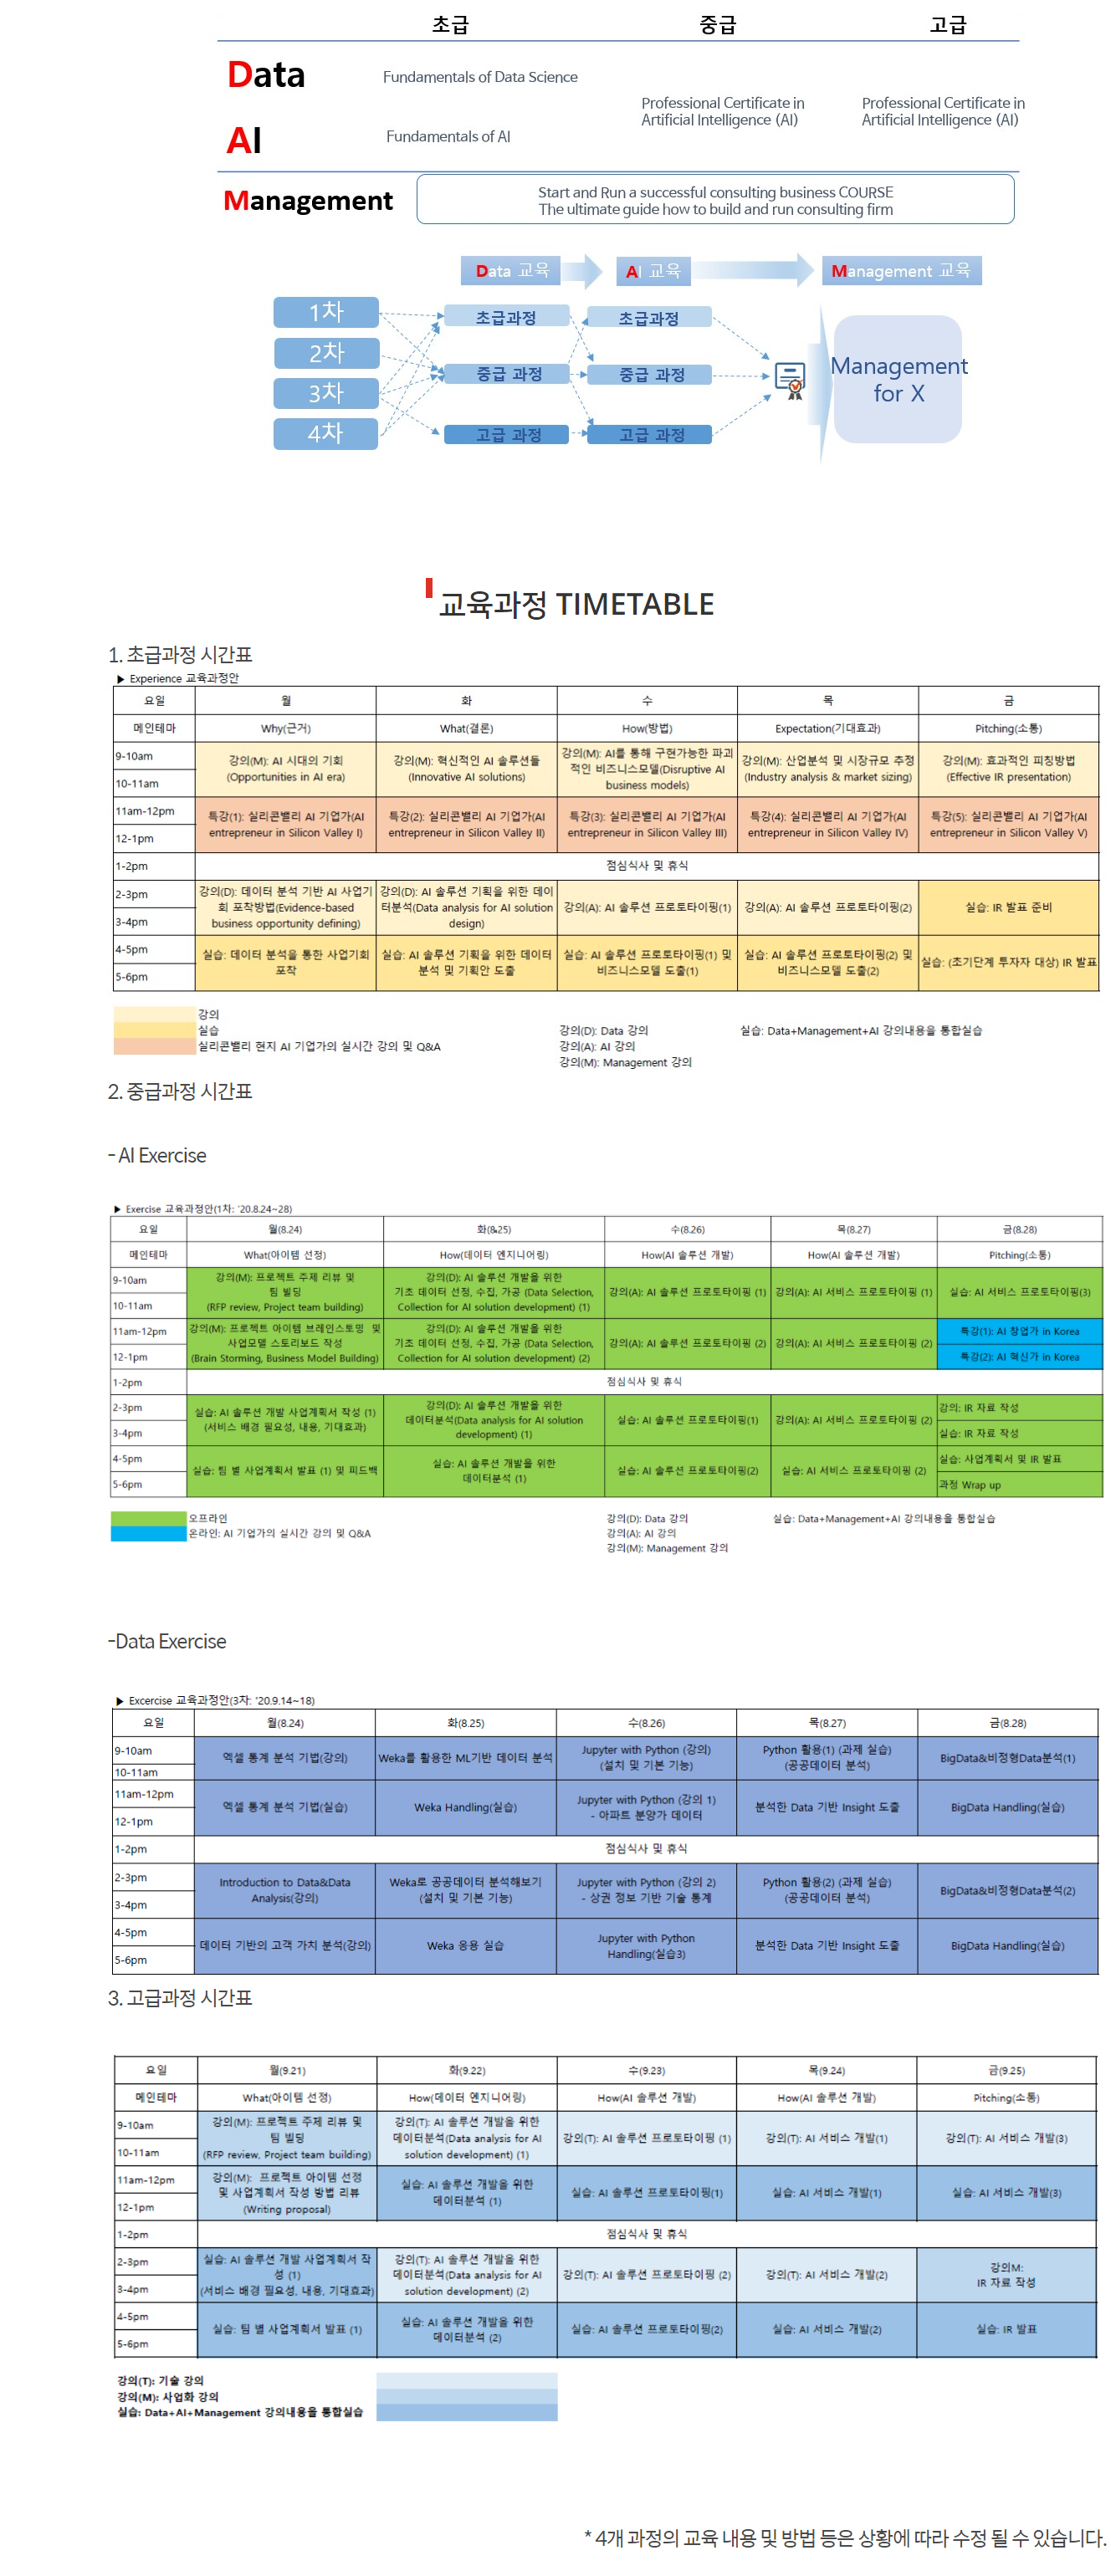 초급 중급 고급
Data
Fundamentals of Data Science
Professional Certificate in
Artificial Intelligence (AI)
Professional Certificate in
Artificial Intelligence (AI)
AI
Fundamentals of AI
Management
Start and Run a successful consulting business COURSE
The ultimate guide how to build and run consulting firm
Data 교육
AI 교육
Management 교육
1차
2차
3차
4차
초급과정
중급 과정
고급 과정
초급과정
중급 과정
고급 과정
Management
for X
교육과정 TIMETABLE
1. 초급과정 시간표
▶ Experience 교육과정안
요일 월 화 수 목 금
메인테마 Why(근거) What(결론) How(방법) Expectation(기대효과) Pitching(소통)
9-10am
10-11am
강의(M): AI 시대의 기회
(Opportunities in AI era)
강의(M): 혁신적인 AI 솔루션들
(Innovative AI solutions)
강의(M): AI를 통해 구현가능한 파괴
적인 비즈니스모델(Disruptive AI
business models)
강의(M): 산업분석 및 시장규모 추정
(Industry analysis & market sizing)
강의(M): 효과적인 피칭방법
(Effective IR presentation)
11am-12pm
12-1pm
특강(1): 실리콘밸리 AI 기업가(AI
entrepreneur in Silicon Valley I)
특강(2): 실리콘밸리 AI 기업가(AI
entrepreneur in Silicon Valley II)
특강(3): 실리콘밸리 AI 기업가(AI
entrepreneur in Silicon Valley III)
특강(4): 실리콘밸리 AI 기업가(AI
entrepreneur in Silicon Valley IV)
특강(5): 실리콘밸리 AI 기업가(AI
entrepreneur in Silicon Valley V)
1-2pm 점심식사 및 휴식
2-3pm
3-4pm
강의(D): 데이터 분석 기반 AI 사업기
회 포착방법(Evidence-based
business opportunity defining)
강의(D): AI 솔루션 기획을 위한 데이
터분석(Data analysis for AI solution
design)
강의(A): AI 솔루션 프로토타이핑(1)
강의(A): AI 솔루션 프로토타이핑(2)
실습: IR 발표 준비
4-5pm
5-6pm
실습: 데이터 분석을 통한 사업기회
포착
실습: AI 솔루션 기획을 위한 데이터
분석 및 기획안 도출
실습: AI 솔루션 프로토타이핑(1) 및
비즈니스모델 도출(1)
실습: AI 솔루션 프로토타이핑(2) 및
비즈니스모델 도출(2)
실습: (초기단계 투자자 대상) IR 발표
강의
실습
실리콘밸리 현지 AI 기업가의 실시간 강의 및 Q&A
강의(D): Data 강의
강의(A): AI 강의
강의(M): Management 강의
실습: Data+Management+AI 강의내용을 통합실습
2. 중급과정 시간표
- AI Exercise
▶ Exercise 교육과정안(1차: '20.8.24~28)
요일 월(8.24) 화(8.25) 수(8.26) 목(8.27) 금(8.28)
메인테마 What(아이템 선정) How(데이터 엔지니어링) How(AI 솔루션 개발) How(AI 솔루션 개발) Pitching(소통)
9-10am
10-11am
강의(M): 프로젝트 주제 리뷰 및
팀 빌딩
(RFP review, Project team building)
강의(D): AI 솔루션 개발을 위한
기초 데이터 선정, 수집, 가공 (Data Selection,
Collection for AI solution development) (1)
강의(A): AI 솔루션 프로토타이핑 (1)
강의(A): AI 서비스 프로토타이핑 (1)
실습: AI 서비스 프로토타이핑(3)
11am-12pm
12-1pm
강의(M): 프로젝트 아이템 브레인스토밍 및
사업모델 스토리보드 작성
(Brain Storming, Business Model Building)
강의(D): AI 솔루션 개발을 위한
기초 데이터 선정, 수집, 가공 (Data Selection,
Collection for AI solution development) (2)
강의(A): AI 솔루션 프로토타이핑 (2)
강의(A): AI 서비스 프로토타이핑 (2)
특강(1): AI 창업가 in Korea
특강(2): AI 혁신가 in Korea
1-2pm 점심식사 및 휴식
2-3pm
3-4pm
실습: AI 솔루션 개발 사업계획서 작성 (1)
(서비스 배경 필요성, 내용, 기대효과)
강의(D): AI 솔루션 개발을 위한
데이터분석(Data analysis for AI solution
development) (1)
실습: AI 솔루션 프로토타이핑(1)
강의(A): AI 서비스 프로토타이핑 (2)
강의: IR 자료 작성
실습: IR 자료 작성
4-5pm
5-6pm
실습: 팀 별 사업계획서 발표 (1) 및 피드백
실습: AI 솔루션 개발을 위한
데이터분석 (1)
실습: AI 솔루션 프로토타이핑(2)
실습: AI 서비스 프로토타이핑 (2)
실습: 사업계획서 및 IR 발표
과정 Wrap up
오프라인
온라인: AI 기업가의 실시간 강의 및 Q&A
강의(D): Data 강의
강의(A): AI 강의
강의(M): Management 강의
실습: Data+Management+AI 강의내용을 통합실습
-Data Exercise
▶ Excercise 교육과정안(3차: '20.9.14~18)
요일 월(8.24) 화(8.25) 수(8.26) 목(8.27) 금(8.28)
9-10am
10-11am
엑셀 통계 분석 기법(강의)
Weka를 활용한 ML기반 데이터 분석
Jupyter with Python (강의)
(설치 및 기본 기능)
Python 활용(1) (과제 실습)
(공공데이터 분석)
BigData&비정형Data분석(1)
11am-12pm
12-1pm
엑셀 통계 분석 기법(실습)
Weka Handling(실습)
Jupyter with Python (강의 1)
- 아파트 분양가 데이터
분석한 Data 기반 Insight 도출
BigData Handling(실습)
1-2pm 점심식사 및 휴식
2-3pm
3-4pm
Introduction to Data&Data
Analysis(강의)
Weka로 공공데이터 분석해보기
(설치 및 기본 기능)
Jupyter with Python (강의 2)
- 상권 정보 기반 기술 통계
Python 활용(2) (과제 실습)
(공공데이터 분석)
BigData&비정형Data분석(2)
4-5pm
5-6pm
데이터 기반의 고객 가치 분석(강의)
Weka 응용 실습
Jupyter with Python
Handling(실습3)
분석한 Data 기반 Insight 도출
BigData Handling(실습)
3. 고급과정 시간표
요일 월(9.21) 화(9.22) 수(9.23) 목(9.24) 금(9.25)
메인테마 What(아이템 선정) How(데이터 엔지니어링) How(AI 솔루션 개발) How(AI 솔루션 개발) Pitching(소통)
9-10am
10-11am
강의(M): 프로젝트 주제 리뷰 및
팀 빌딩
(RFP review, Project team building)
강의(T): AI 솔루션 개발을 위한
데이터분석(Data analysis for AI
solution development) (1)
강의(T): AI 솔루션 프로토타이핑 (1)
강의(T): AI 서비스 개발(1)
강의(T): AI 서비스 개발(3)
11am-12pm
12-1pm
강의(M): 프로젝트 아이템 선정
및 사업계획서 작성 방법 리뷰
(Writing proposal)
실습: AI 솔루션 개발을 위한
데이터분석 (1)
실습: AI 솔루션 프로토타이핑(1)
실습: AI 서비스 개발(1)
실습: AI 서비스 개발(3)
1-2pm 점심식사 및 휴식
2-3pm
3-4pm
실습: AI 솔루션 개발 사업계획서 작
성 (1)
(서비스 배경 필요성, 내용, 기대효과)
강의(T): AI 솔루션 개발을 위한
데이터분석(Data analysis for AI
solution development) (2)
강의(T): AI 솔루션 프로토타이핑 (2)
강의(T): AI 서비스 개발(2)
강의M:
IR 자료 작성
4-5pm
5-6pm
실습: 팀 별 사업계획서 발표 (1)
실습: AI 솔루션 개발을 위한
데이터분석 (2)
실습: AI 솔루션 프로토타이핑(2)
실습: AI 서비스 개발(2)
실습: IR 발표
강의(T): 기술 강의
강의(M): 사업화 강의
실습: Data+AI+Management 강의내용을 통합실습
* 4개 과정의 교육 내용 및 방법 등은 상황에 따라 수정 될 수 있습니다.